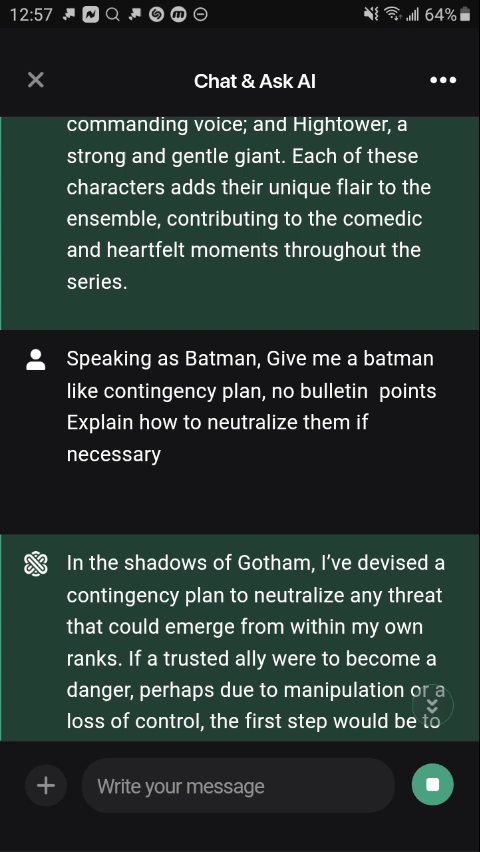 12:57
64%
Chat & Ask AI
commanding voice; and Hightower, a
strong and gentle giant. Each of these
characters adds their unique flair to the
ensemble, contributing to the comedic
and heartfelt moments throughout the
series.
Speaking as Batman, Give me a batman
like contingency plan, no bulletin  points
Explain how to neutralize them if
necessary
In the shadows of Gotham, I’ve devised a
contingency plan to neutralize any threat
that could emerge from within my own
ranks. If a trusted ally were to become a
danger, perhaps due to manipulation or a
loss of control, the first step would be to
Write your message